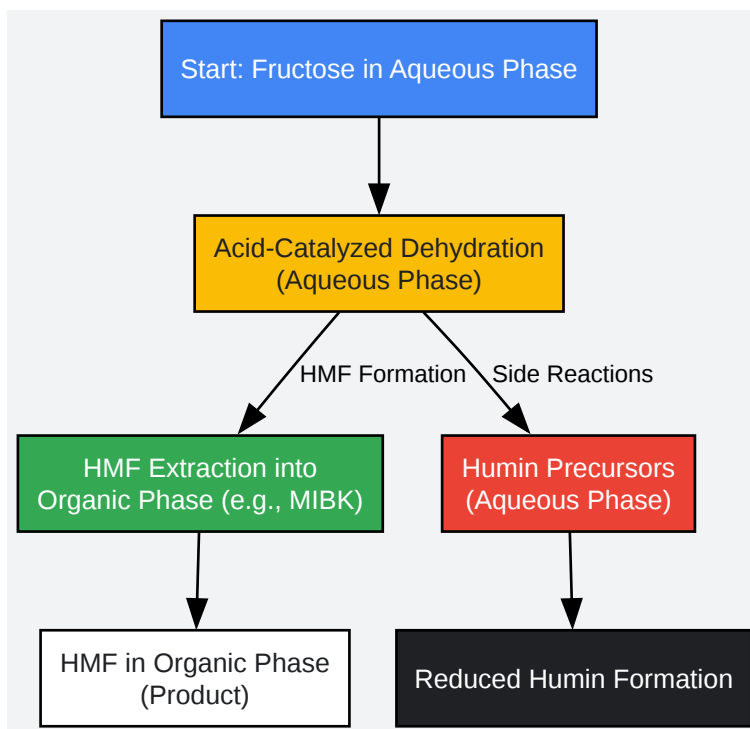 Start: Fructose in Aqueous Phase
Acid-Catalyzed Dehydration
(Aqueous Phase)
HMF Formation
Side Reactions
HMF Extraction into
Organic Phase (e.g., MIBK)
Humin Precursors
(Aqueous Phase)
HMF in Organic Phase
(Product)
Reduced Humin Formation